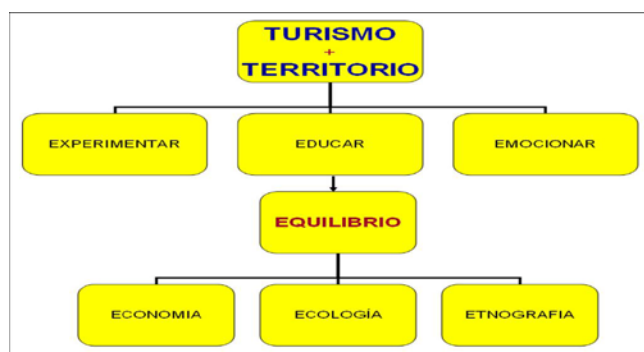 TURISMO
+
TERRITORIO
EXPERIMENTAR
EDUCAR
EMOCIONAR
EQUILIBRIO
ECONOMIA
ECOLOGÍA
ETNOGRAFIA